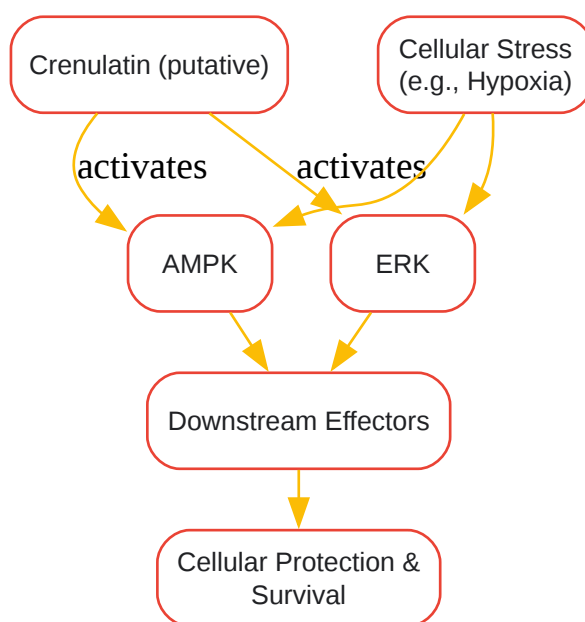 Crenulatin (putative)
Cellular Stress
(e.g., Hypoxia)
activates
activates
AMPK
ERK
Downstream Effectors
Cellular Protection &
Survival